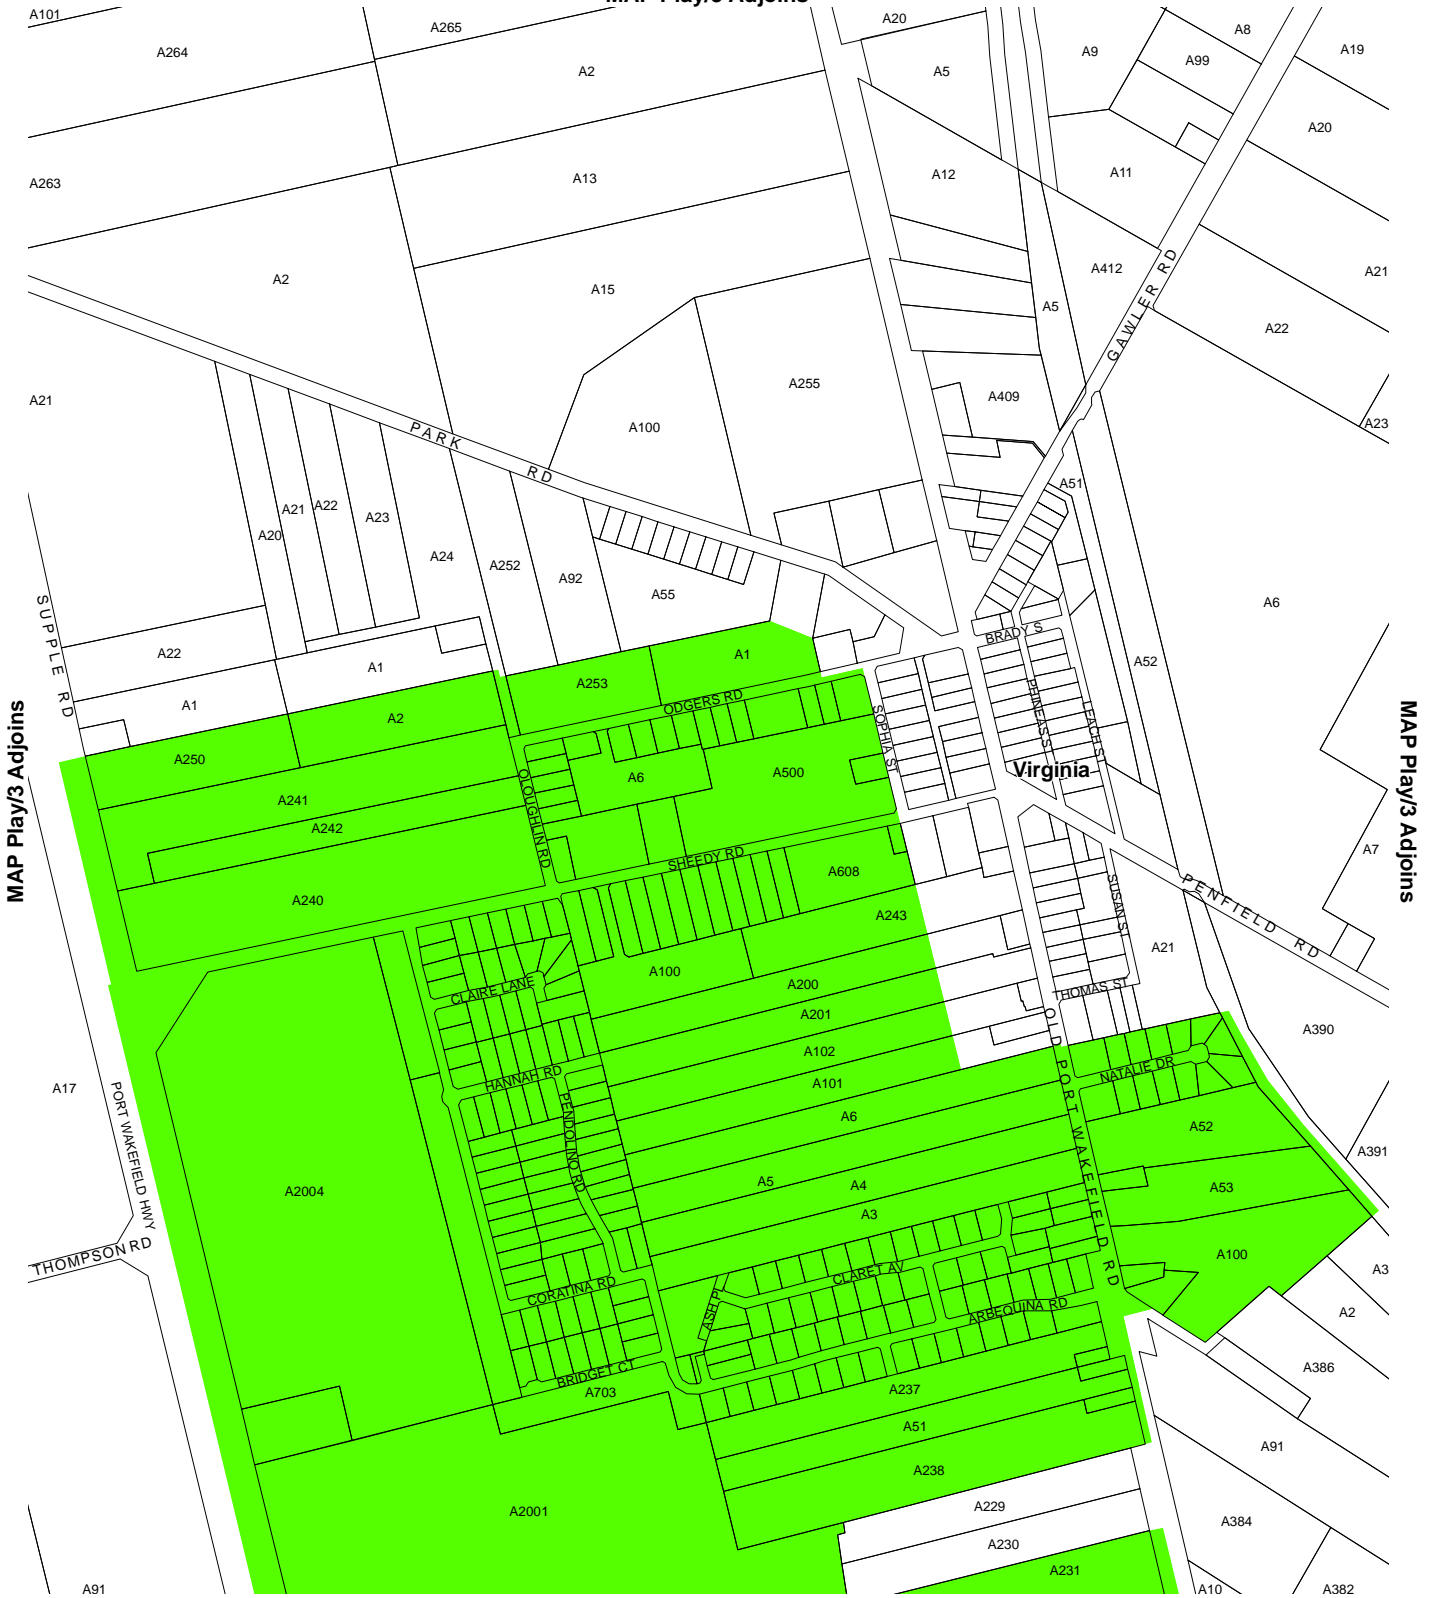 MAP Play/3 Adjoins
A101
A265
A20
A8
A9
A19
A264
A99
A2
A5
A20
A263
A13
A12
A11
A2
A15
A412
A21
A5
GAWLER RD
A22
A255
A409
A21
A100
A23
PARK RD
A51
A20
A21
A22
A23
A24
A252
A92
A55
A6
SUPPLE RD
BRADY S
A22
A1
A1
A52
A1
A253
ODGERS RD
PHINEAS S
LEACH ST
SOPHIA ST
A2
A250
MAP Play/3 Adjoins
MAP Play/3 Adjoins
Virginia
A6
A500
OLOUGHLIN RD
A241
A242
A7
SHEEDY RD
A608
A240
SUSAN ST
PENFIELD RD
A243
A21
A100
A200
CLAIRE LANE
THOMAS ST
A201
OLD PORT WAKEFIELD RD
A390
A102
HANNAH RD
NATALIE DR
A101
A17
PORT WAKEFIELD HWY
PENDOLINO RD
A6
A52
A391
A5
A4
A2004
A53
A3
THOMPSON RD
A100
A3
CLARET AV
CORATINA RD
ASH PL
ARBEQUINA RD
A2
BRIDGET CT
A386
A703
A237
A51
A91
A238
A2001
A229
A384
A230
A231
A91
A10
A382